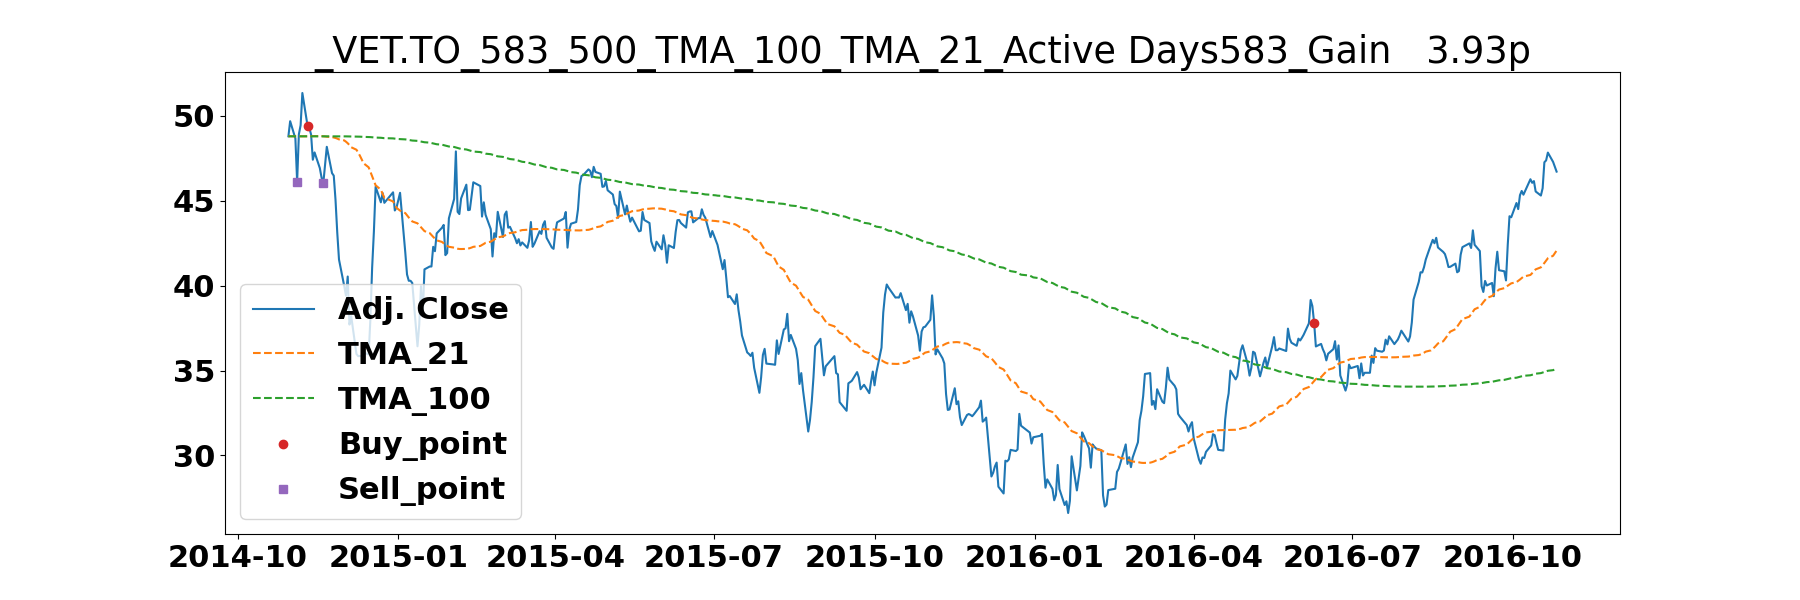 _VET.TO_583_500_TMA_100_TMA_21_Active Days583_Gain   3.93p
50
45
40
35
30
Adj. Close
TMA_21
TMA_100
Buy_point
Sell_point
2014-10 2015-01 2015-04 2015-07 2015-10 2016-01 2016-04 2016-07 2016-10